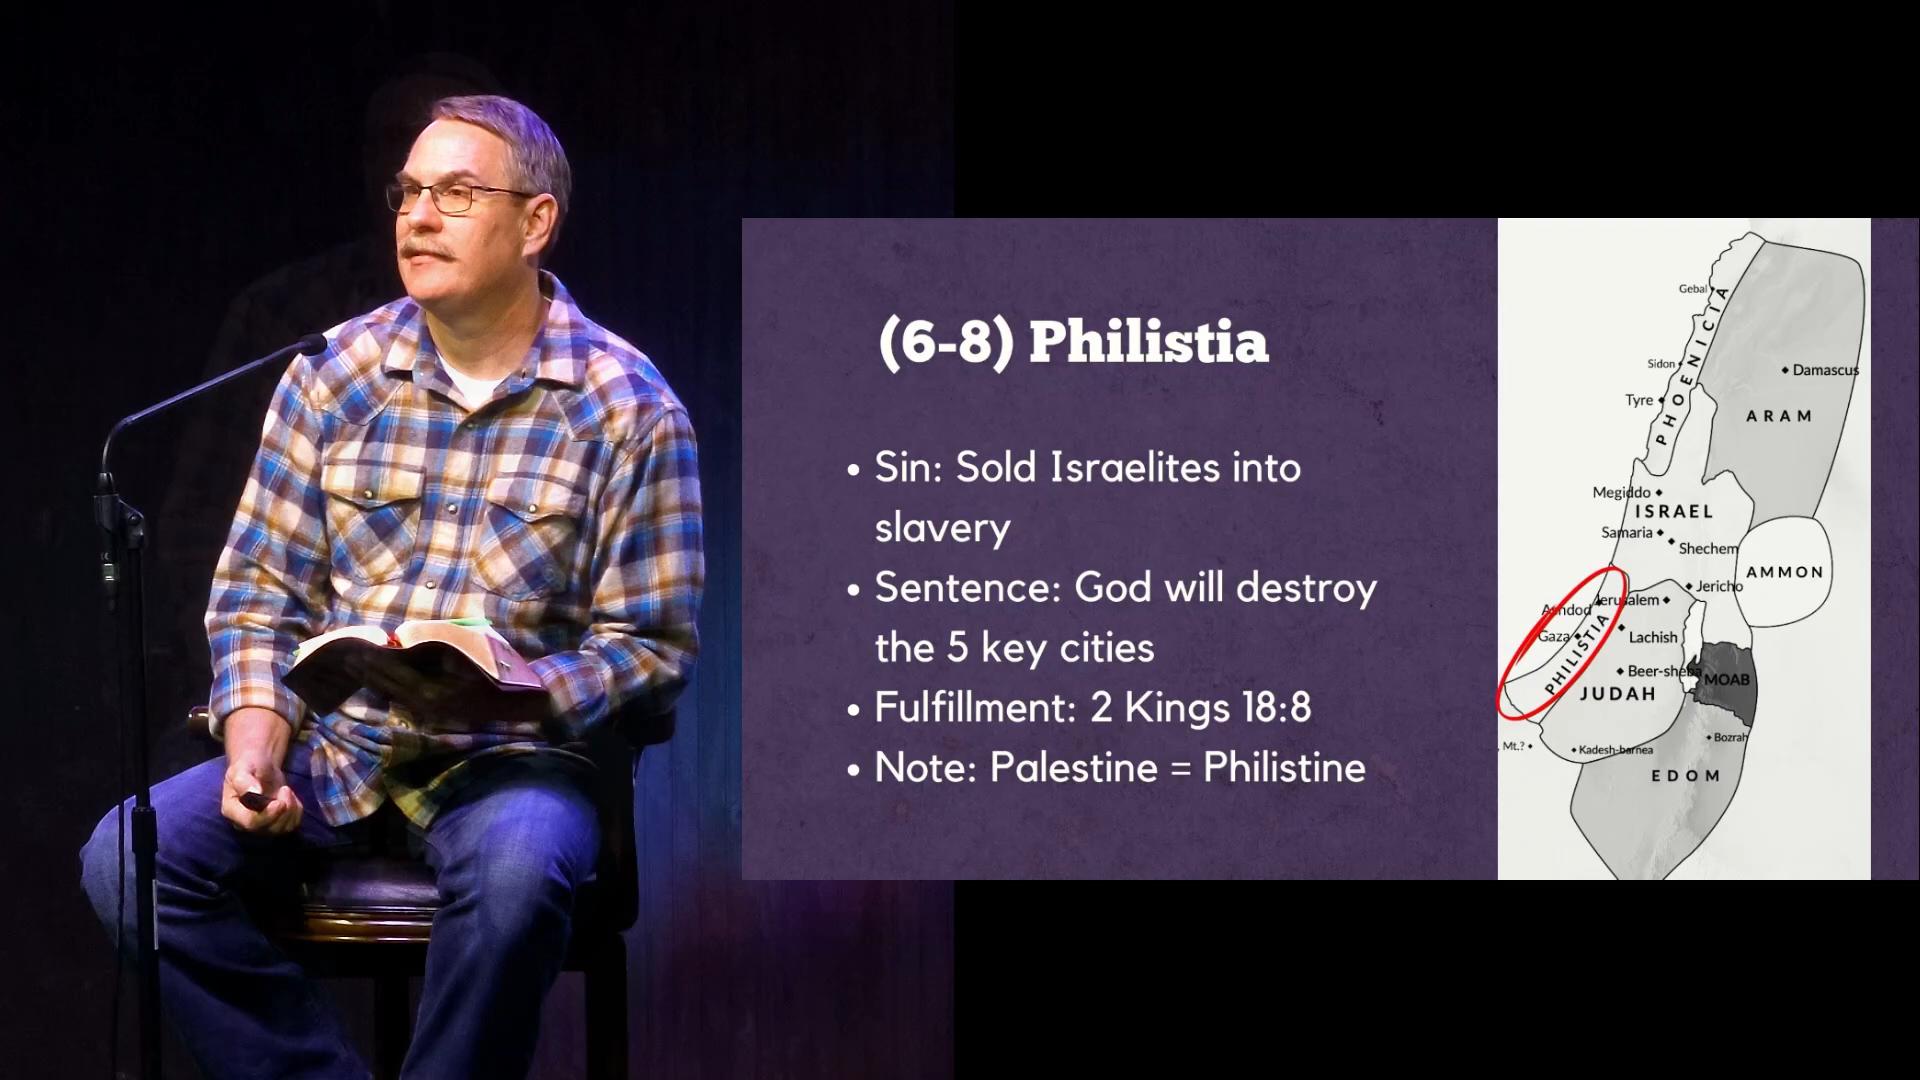 (6-8) Philistia
• Sin: Sold Israelites into
slavery
• Sentence: God will destroy
the 5 key cities
• Fulfillment: 2 Kings 18:8
• Note: Palestine = Philistine
Gebal
PHOENICIA
Sidon
Damascus
Tyre
ARAM
Megiddo
ISRAEL
Samaria
Shechem
AMMON
Jericho
Jerusalem
Ashdod
Gaza
PHILISTIA
Lachish
Beer-sheba
MOAB
JUDAH
Bozrah
, Mt.?
Kadesh-barnea
EDOM